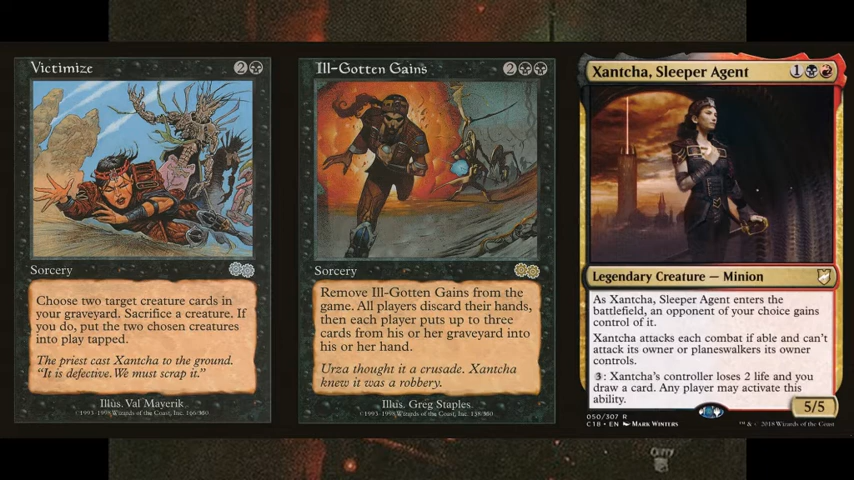 Victimize 2
Sorcery
Choose two target creature cards in
your graveyard. Sacrifice a creature. If
you do, put the two chosen creatures
into play tapped.
The priest cast Xantcha to the ground.
"It is defective. We must scrap it."
Illus. Val Mayerik
Ill-Gotten Gains 2
Sorcery
Remove Ill-Gotten Gains from the
game. All players discard their hands,
then each player puts up to three
cards from his or her graveyard into
his or her hand.
Urza thought it a crusade. Xantcha
knew it was a robbery.
Illus. Greg Staples
Xantcha, Sleeper Agent 1
Legendary Creature — Minion
As Xantcha, Sleeper Agent enters the
battlefield, an opponent of your choice gains
control of it.
Xantcha attacks each combat if able and can't
attack its owner or planeswalkers its owner
controls.
3: Xantcha's controller loses 2 life and you
draw a card. Any player may activate this
ability.
5/5
050/307 R
C18 • EN MARK WINTERS
™ & © 2018 Wizards of the Coast